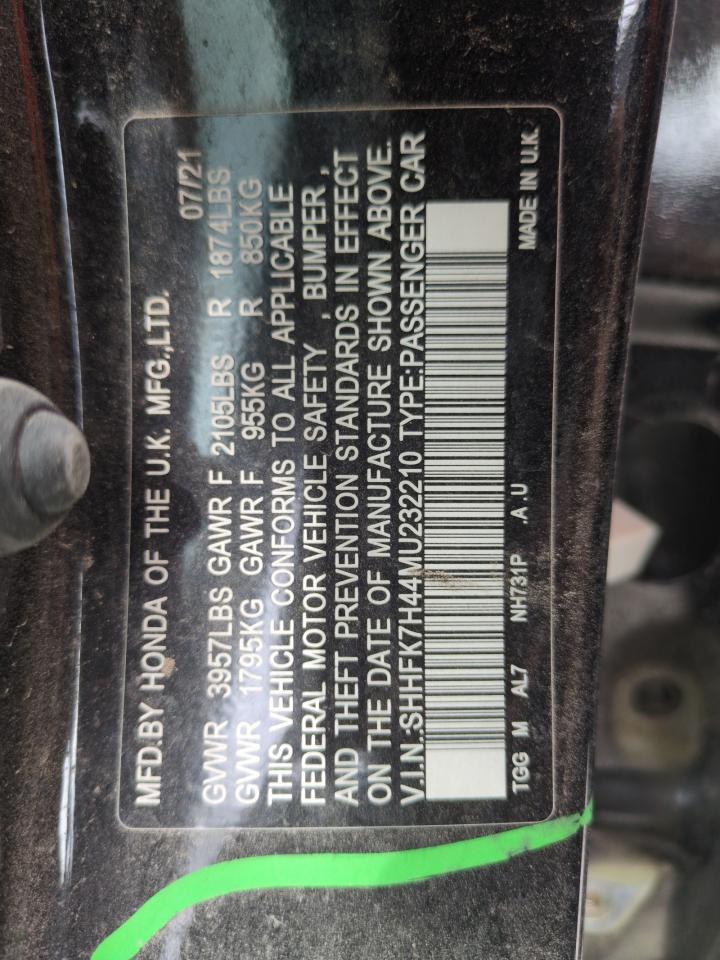 MFD.BY HONDA OF THE U.K. MFG.,LTD. 07/21
GVWR 3957LBS GAWR F 2105LBS R 1874LBS
GVWR 1795KG GAWR F 955KG R 850KG
THIS VEHICLE CONFORMS TO ALL APPLICABLE
FEDERAL MOTOR VEHICLE SAFETY , BUMPER ,
AND THEFT PREVENTION STANDARDS IN EFFECT
ON THE DATE OF MANUFACTURE SHOWN ABOVE.
V.I.N.:SHHFK7H44MU232210 TYPE:PASSENGER CAR
TGG M AL7 NH731P .A.U MADE IN U.K.